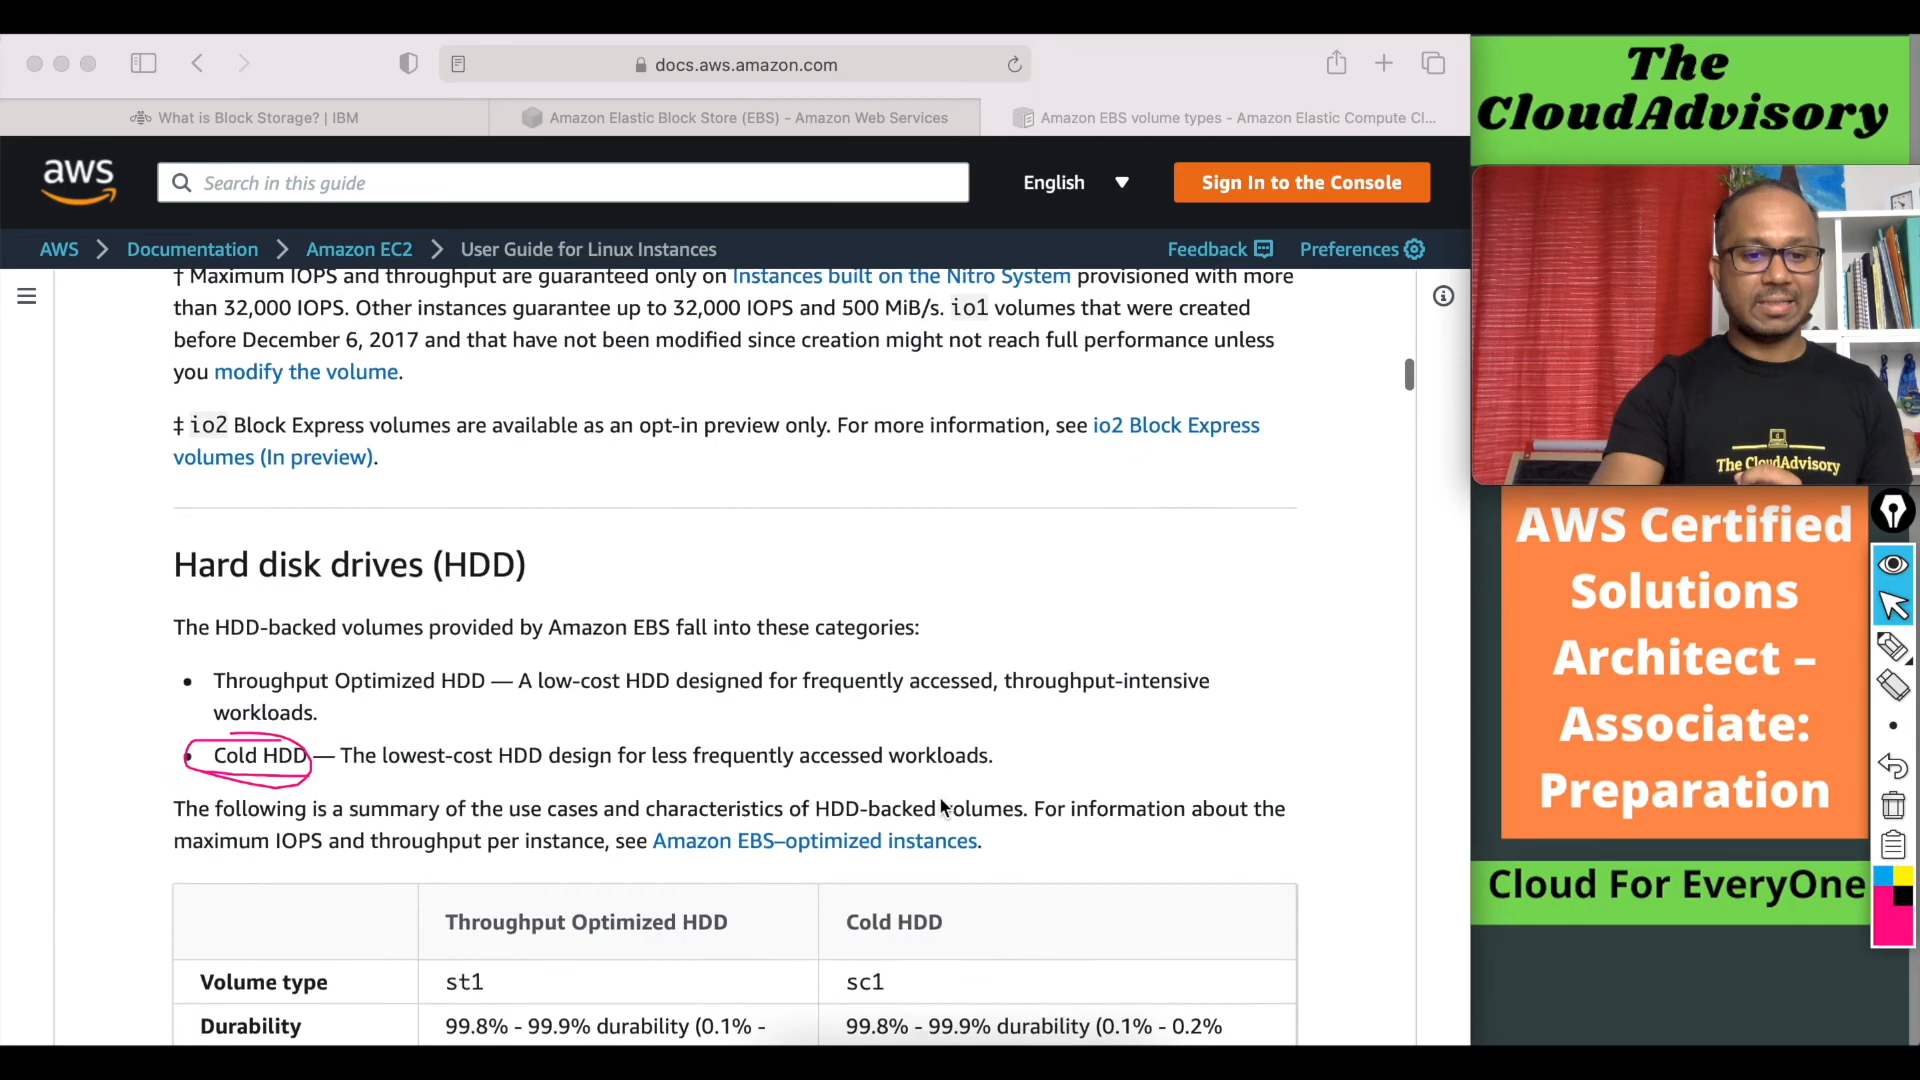 The
CloudAdvisory
docs.aws.amazon.com
What is Block Storage? | IBM
Amazon Elastic Block Store (EBS) - Amazon Web Services
Amazon EBS volume types - Amazon Elastic Compute Cl...
aws
Search in this guide
English
Sign In to the Console
AWS
Documentation
Amazon EC2
User Guide for Linux Instances
Feedback
Preferences
† Maximum IOPS and throughput are guaranteed only on Instances built on the Nitro System provisioned with more
than 32,000 IOPS. Other instances guarantee up to 32,000 IOPS and 500 MiB/s. io1 volumes that were created
before December 6, 2017 and that have not been modified since creation might not reach full performance unless
you modify the volume.
‡ io2 Block Express volumes are available as an opt-in preview only. For more information, see io2 Block Express
volumes (In preview).
Hard disk drives (HDD)
The HDD-backed volumes provided by Amazon EBS fall into these categories:
• Throughput Optimized HDD — A low-cost HDD designed for frequently accessed, throughput-intensive
workloads.
• Cold HDD — The lowest-cost HDD design for less frequently accessed workloads.
The following is a summary of the use cases and characteristics of HDD-backed volumes. For information about the
maximum IOPS and throughput per instance, see Amazon EBS–optimized instances.
Throughput Optimized HDD
Cold HDD
Volume type
st1
sc1
Durability
99.8% - 99.9% durability (0.1% -
99.8% - 99.9% durability (0.1% - 0.2%
The CloudAdvisory
AWS Certified
Solutions
Architect –
Associate:
Preparation
Cloud For EveryOne